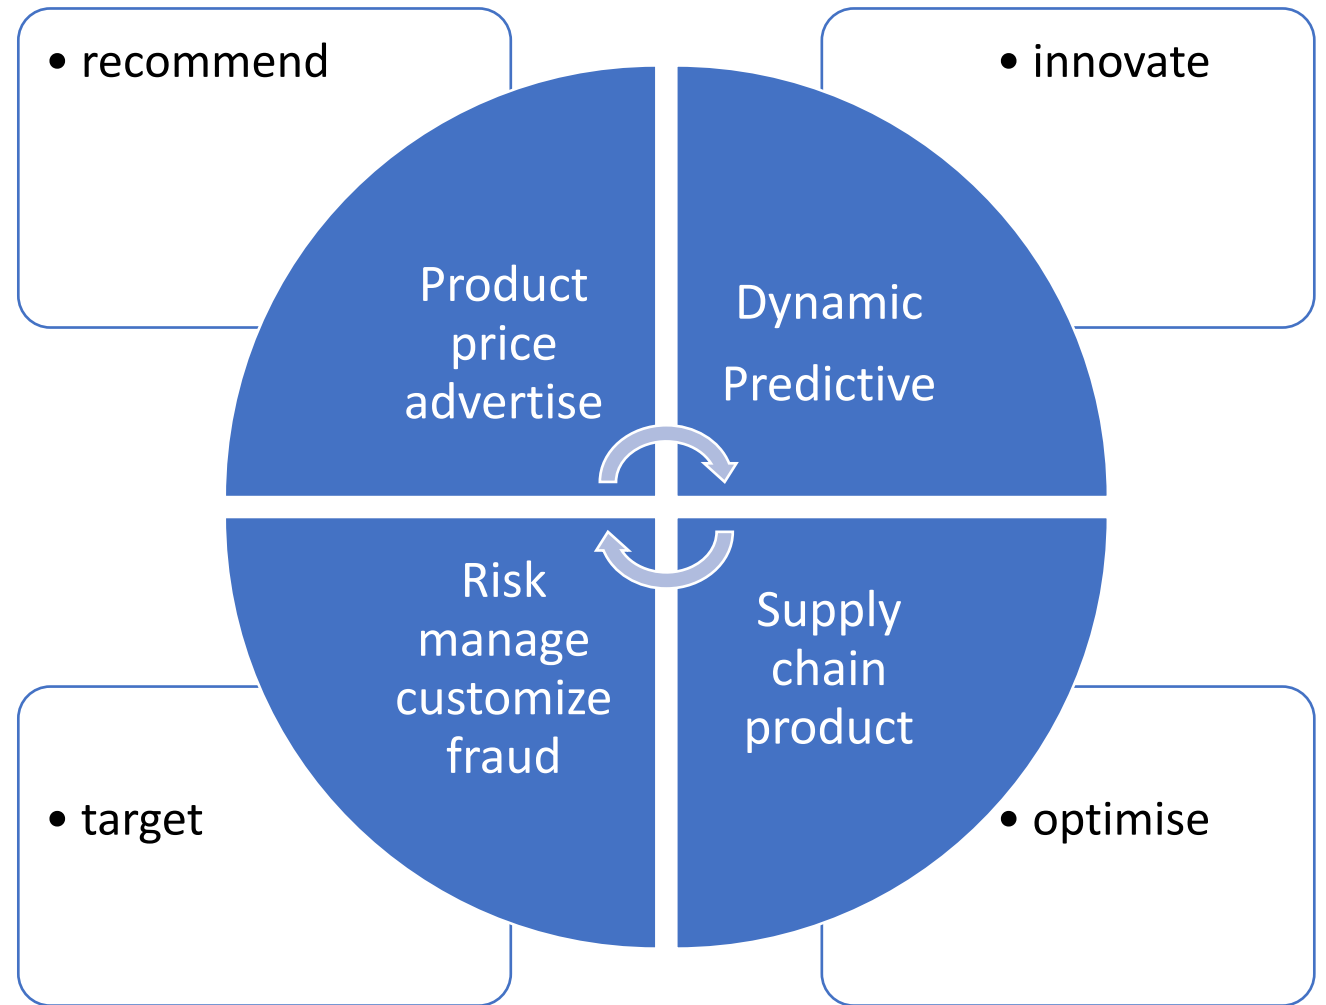 • recommend
• innovate
Product
price
advertise
Dynamic
Predictive
Risk
manage
customize
fraud
Supply
chain
product
• target
• optimise